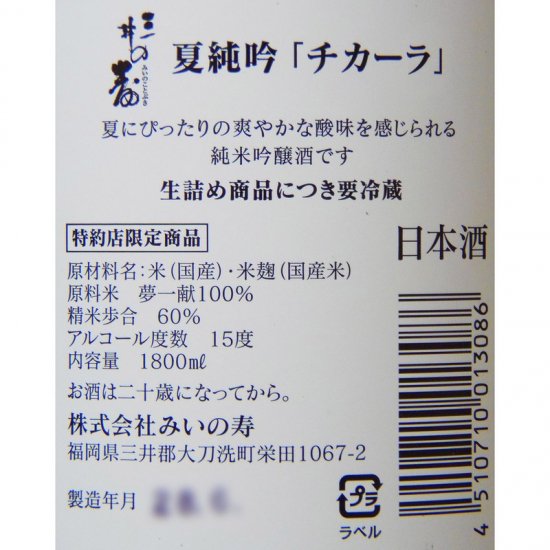 三井の寿
みいのことぶき
夏純吟「チカーラ」
夏にぴったりの爽やかな酸味を感じられる
純米吟醸酒です
生詰め商品につき要冷蔵
特約店限定商品
日本酒
原材料名:米(国産)・米麹(国産米)
原料米 夢一献100%
精米歩合 60%
アルコール度数 15度
内容量 1800㎖
お酒は二十歳になってから。
株式会社みいの寿
福岡県三井郡大刀洗町栄田1067-2
製造年月
プラ
ラベル
4510710013086